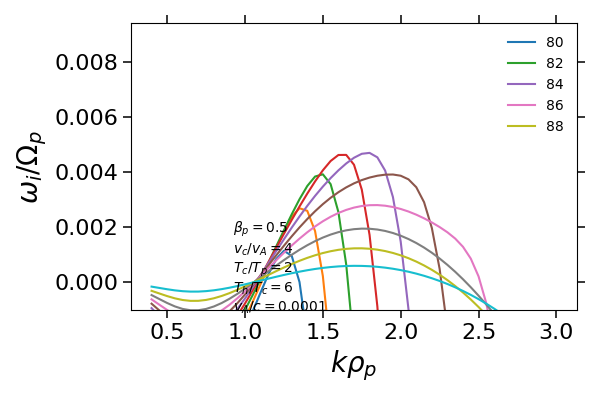 0.008
0.006
0.004
0.002
0.000
ω_i/Ω_p
80
82
84
86
88
β_p = 0.5
v_c/v_A = 4
T_c/T_p = 2
T_h/T_c = 6
v_A/c = 0.0001
0.5 1.0 1.5 2.0 2.5 3.0
kρ_p